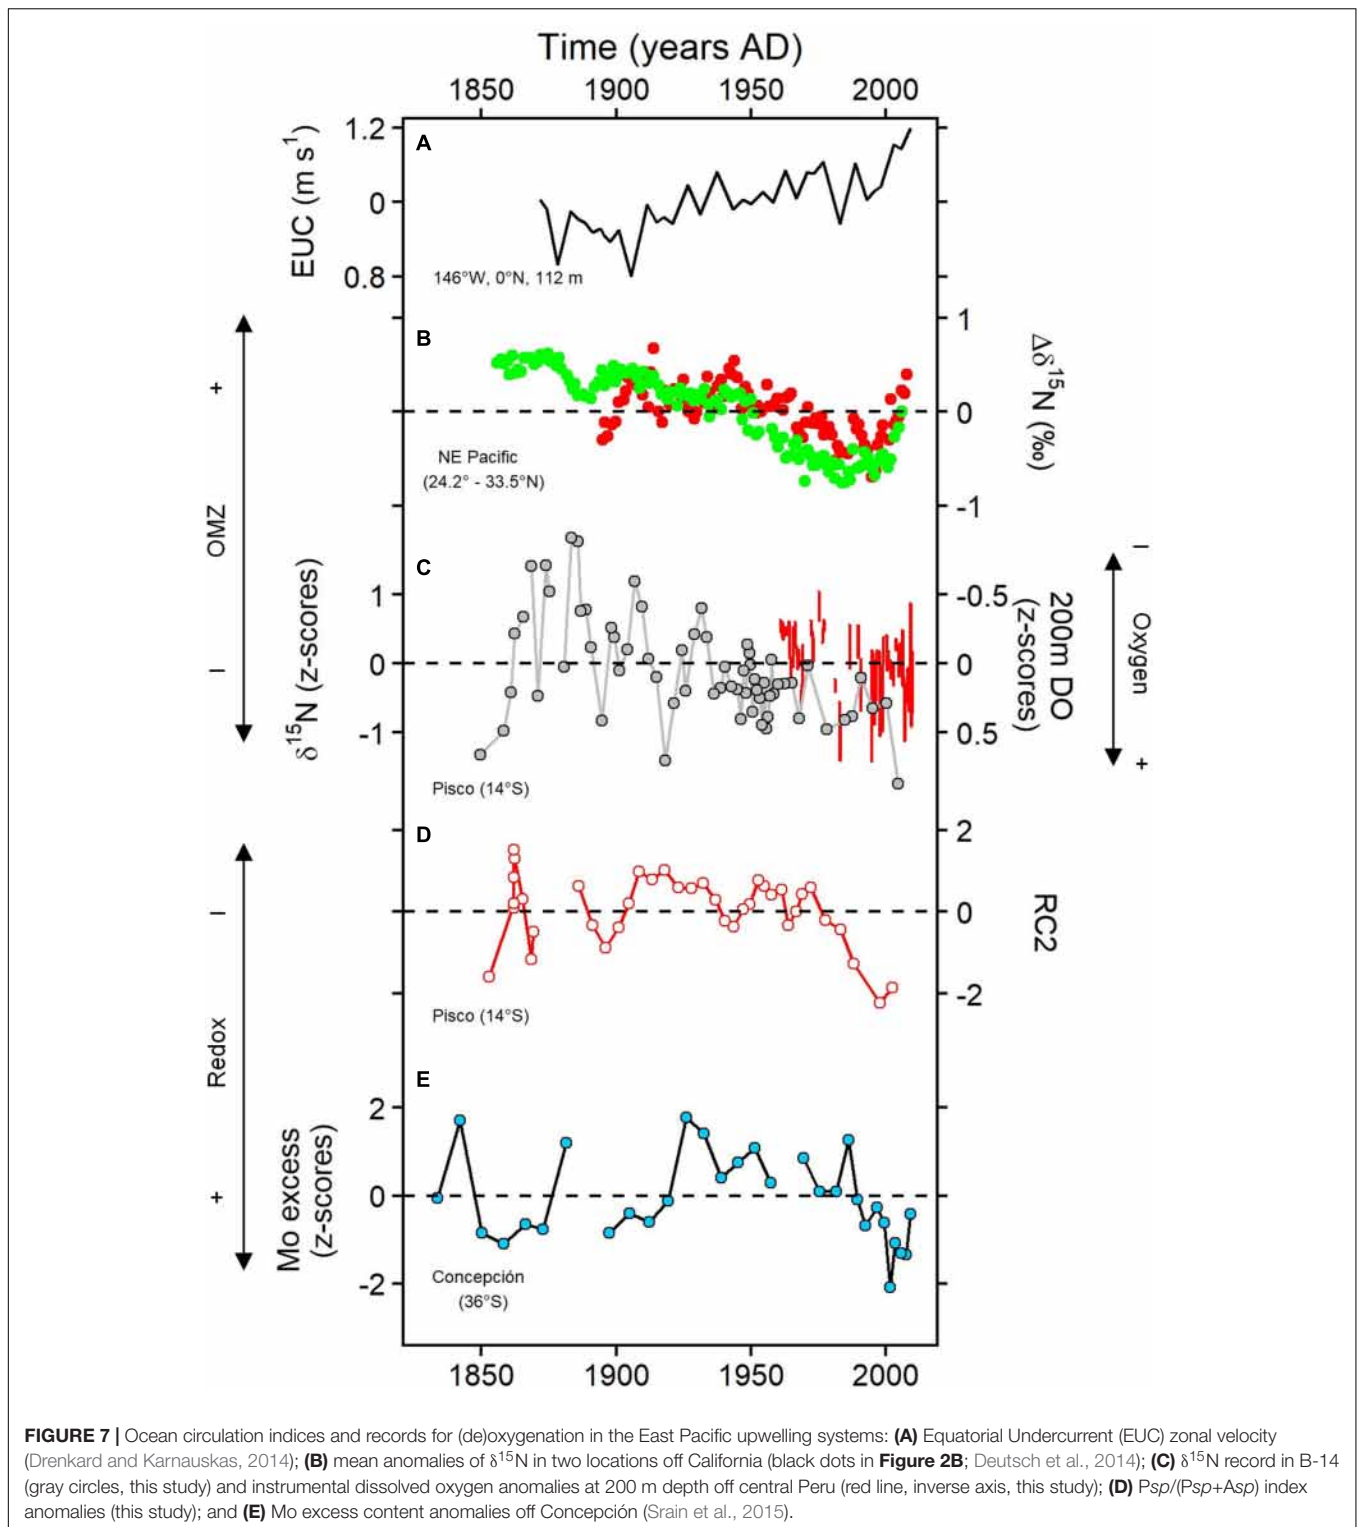 Time (years AD)
1850 1900 1950 2000
EUC (m s¹)
1.2
0
0.8
A
146°W, 0°N, 112 m
B
1
0
-1
Δδ¹⁵N (‰)
NE Pacific
(24.2° - 33.5°N)
+
OMZ
–
C
δ¹⁵N (z-scores)
1
0
-1
-0.5
0
0.5
200m DO
(z-scores)
–
Oxygen
+
Pisco (14°S)
D
2
0
-2
RC2
Pisco (14°S)
–
Redox
+
E
Mo excess
(z-scores)
2
0
-2
Concepción
(36°S)
1850 1900 1950 2000
FIGURE 7 | Ocean circulation indices and records for (de)oxygenation in the East Pacific upwelling systems: (A) Equatorial Undercurrent (EUC) zonal velocity
(Drenkard and Karnauskas, 2014); (B) mean anomalies of δ¹⁵N in two locations off California (black dots in Figure 2B; Deutsch et al., 2014); (C) δ¹⁵N record in B-14
(gray circles, this study) and instrumental dissolved oxygen anomalies at 200 m depth off central Peru (red line, inverse axis, this study); (D) Psp/(Psp+Asp) index
anomalies (this study); and (E) Mo excess content anomalies off Concepción (Srain et al., 2015).